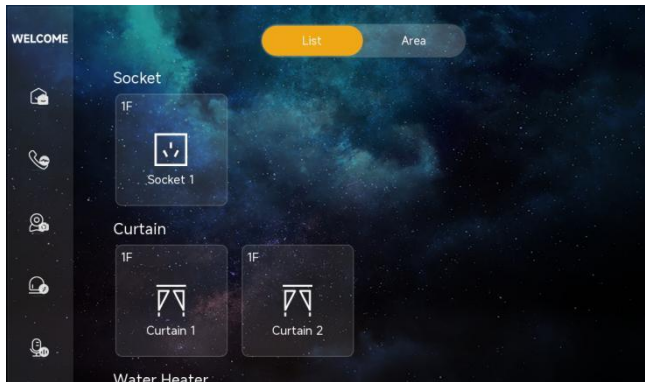 WELCOME
List
Area
Socket
1F
Socket 1
Curtain
1F
1F
Curtain 1
Curtain 2
Water Heater